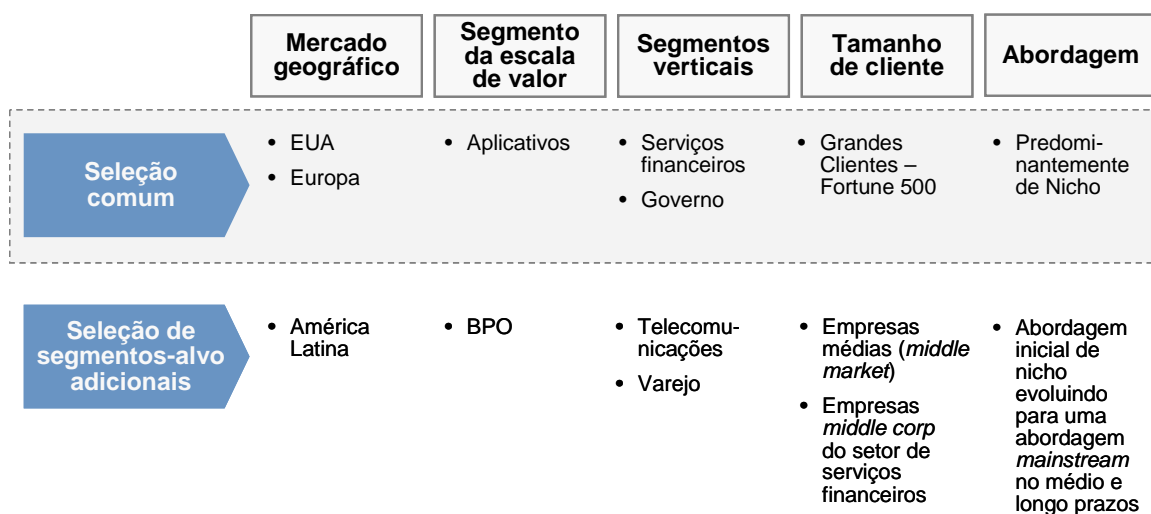 Mercado
geográfico
Segmento
da escala
de valor
Segmentos
verticais
Tamanho
de cliente
Abordagem
Seleção
comum
• EUA
• Europa
• Aplicativos
• Serviços
financeiros
• Governo
• Grandes
Clientes –
Fortune 500
• Predomi-
nantemente
de Nicho
Seleção de
segmentos-alvo
adicionais
• América
Latina
• BPO
• Telecomu-
nicações
• Varejo
• Empresas
médias (middle
market)
• Empresas
middle corp
do setor de
serviços
financeiros
• Abordagem
inicial de
nicho
evoluindo
para uma
abordagem
mainstream
no médio e
longo prazos